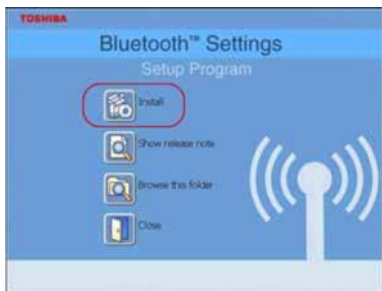 TOSHIBA
Bluetooth™ Settings
Setup Program
Install
Show release note
Browse this folder
Close